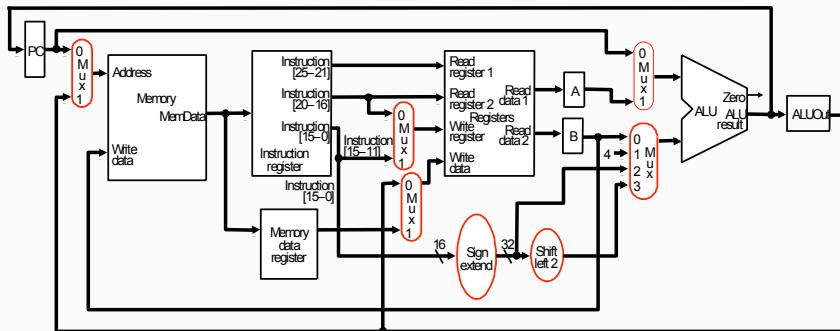 PC
0
M
u
x
1
Address
Memory
MemData
Write
data
Instruction
[25–21]
Instruction
[20–16]
Instruction
[15–0]
Instruction
register
Instruction
[15–0]
Memory
data
register
0
M
u
x
1
Instruction
[15–11]
0
M
u
x
1
Read
register 1
Read
register 2
Write
register
Write
data
Registers
Read
data 1
Read
data 2
16
Sign
extend
32
Shift
left 2
A
B
4
0
M
u
x
1
0
1
2
3
M
u
x
Zero
ALU
ALU
result
ALUOut